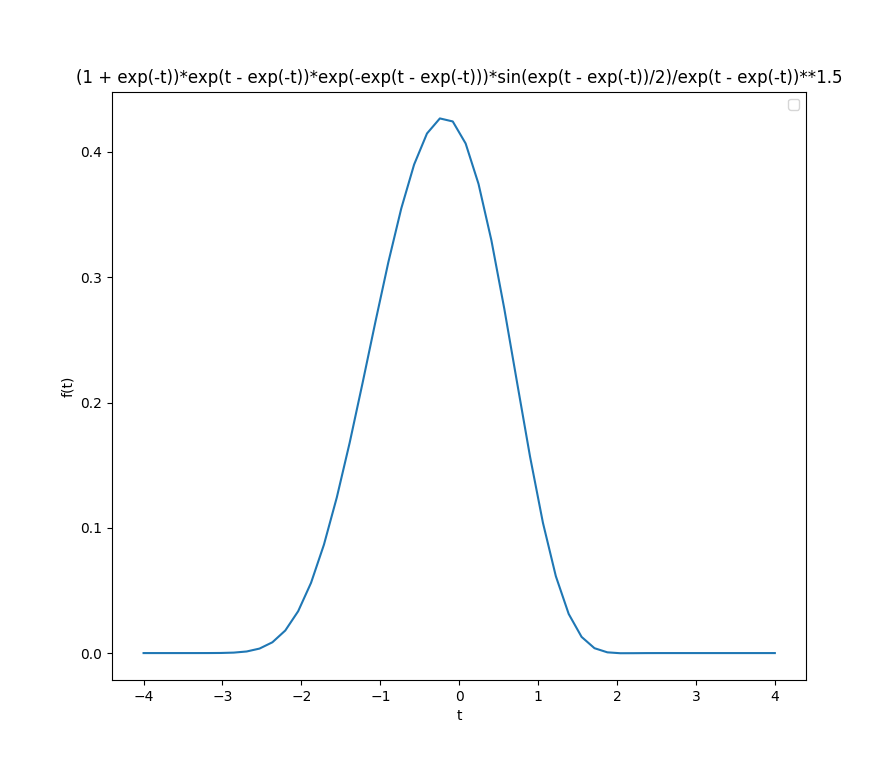 (1 + exp(-t))*exp(t - exp(-t))*exp(-exp(t - exp(-t)))*sin(exp(t - exp(-t))/2)/exp(t - exp(-t))**1.5
0.4
0.3
f(t)
0.2
0.1
0.0
−4 −3 −2 −1 0 1 2 3 4
t